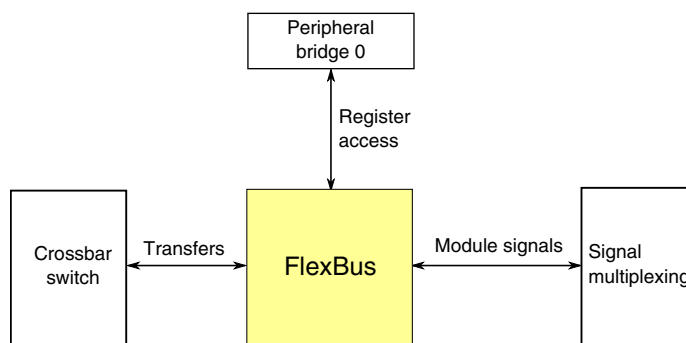 Peripheral
bridge 0
Register
access
Crossbar
switch
Transfers
FlexBus
Module signals
Signal
multiplexing